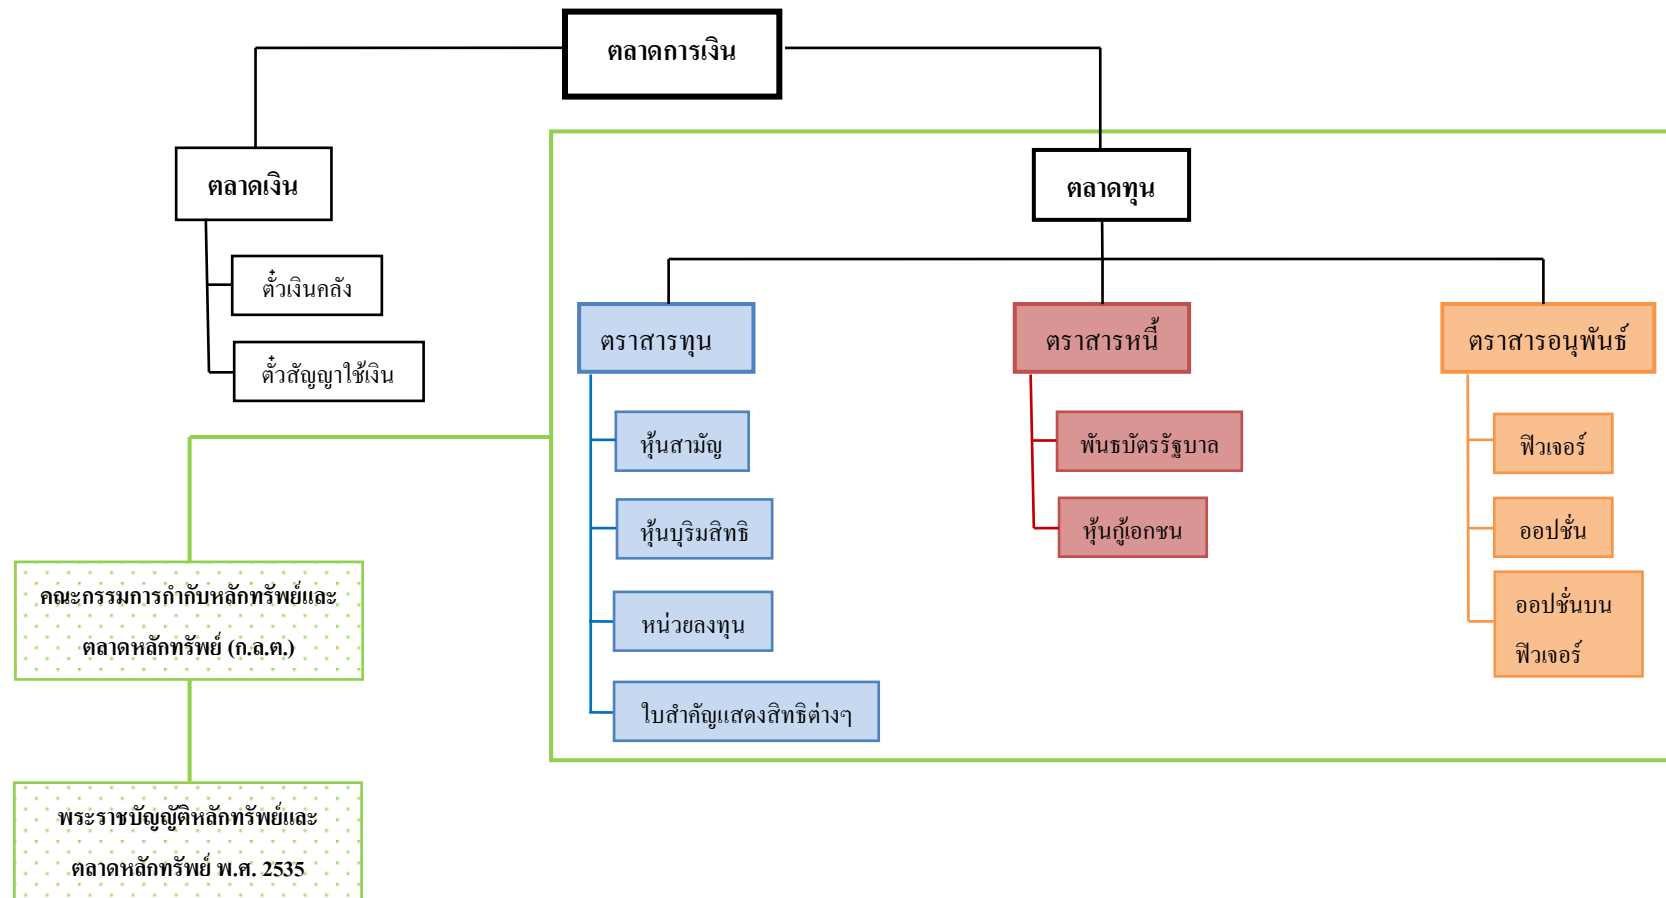 ตลาดการเงิน
ตลาดเงิน
ตลาดทุน
ตั๋วเงินคลัง
ตั๋วสัญญาใช้เงิน
ตราสารทุน
ตราสารหนี้
ตราสารอนุพันธ์
หุ้นสามัญ
หุ้นบุริมสิทธิ
หน่วยลงทุน
ใบสำคัญแสดงสิทธิต่างๆ
พันธบัตรรัฐบาล
หุ้นกู้เอกชน
ฟิวเจอร์
ออปชั่น
ออปชั่นบน
ฟิวเจอร์
คณะกรรมการกำกับหลักทรัพย์และ
ตลาดหลักทรัพย์ (ก.ล.ต.)
พระราชบัญญัติหลักทรัพย์และ
ตลาดหลักทรัพย์ พ.ศ. 2535